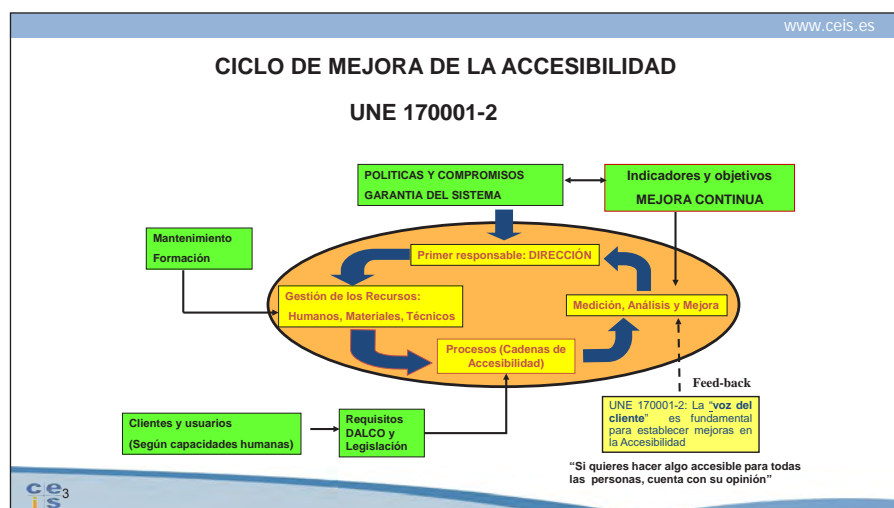 www.ceis.es
CICLO DE MEJORA DE LA ACCESIBILIDAD
UNE 170001-2
POLITICAS Y COMPROMISOS
GARANTIA DEL SISTEMA
Indicadores y objetivos
MEJORA CONTINUA
Mantenimiento
Formación
Primer responsable: DIRECCIÓN
Gestión de los Recursos:
Humanos, Materiales, Técnicos
Medición, Análisis y Mejora
Procesos (Cadenas de
Accesibilidad)
Feed-back
Clientes y usuarios
(Según capacidades humanas)
Requisitos
DALCO y
Legislación
UNE 170001-2: La “voz del
cliente” es fundamental
para establecer mejoras en
la Accesibilidad
“Si quieres hacer algo accesible para todas
las personas, cuenta con su opinión”
ce
is
3